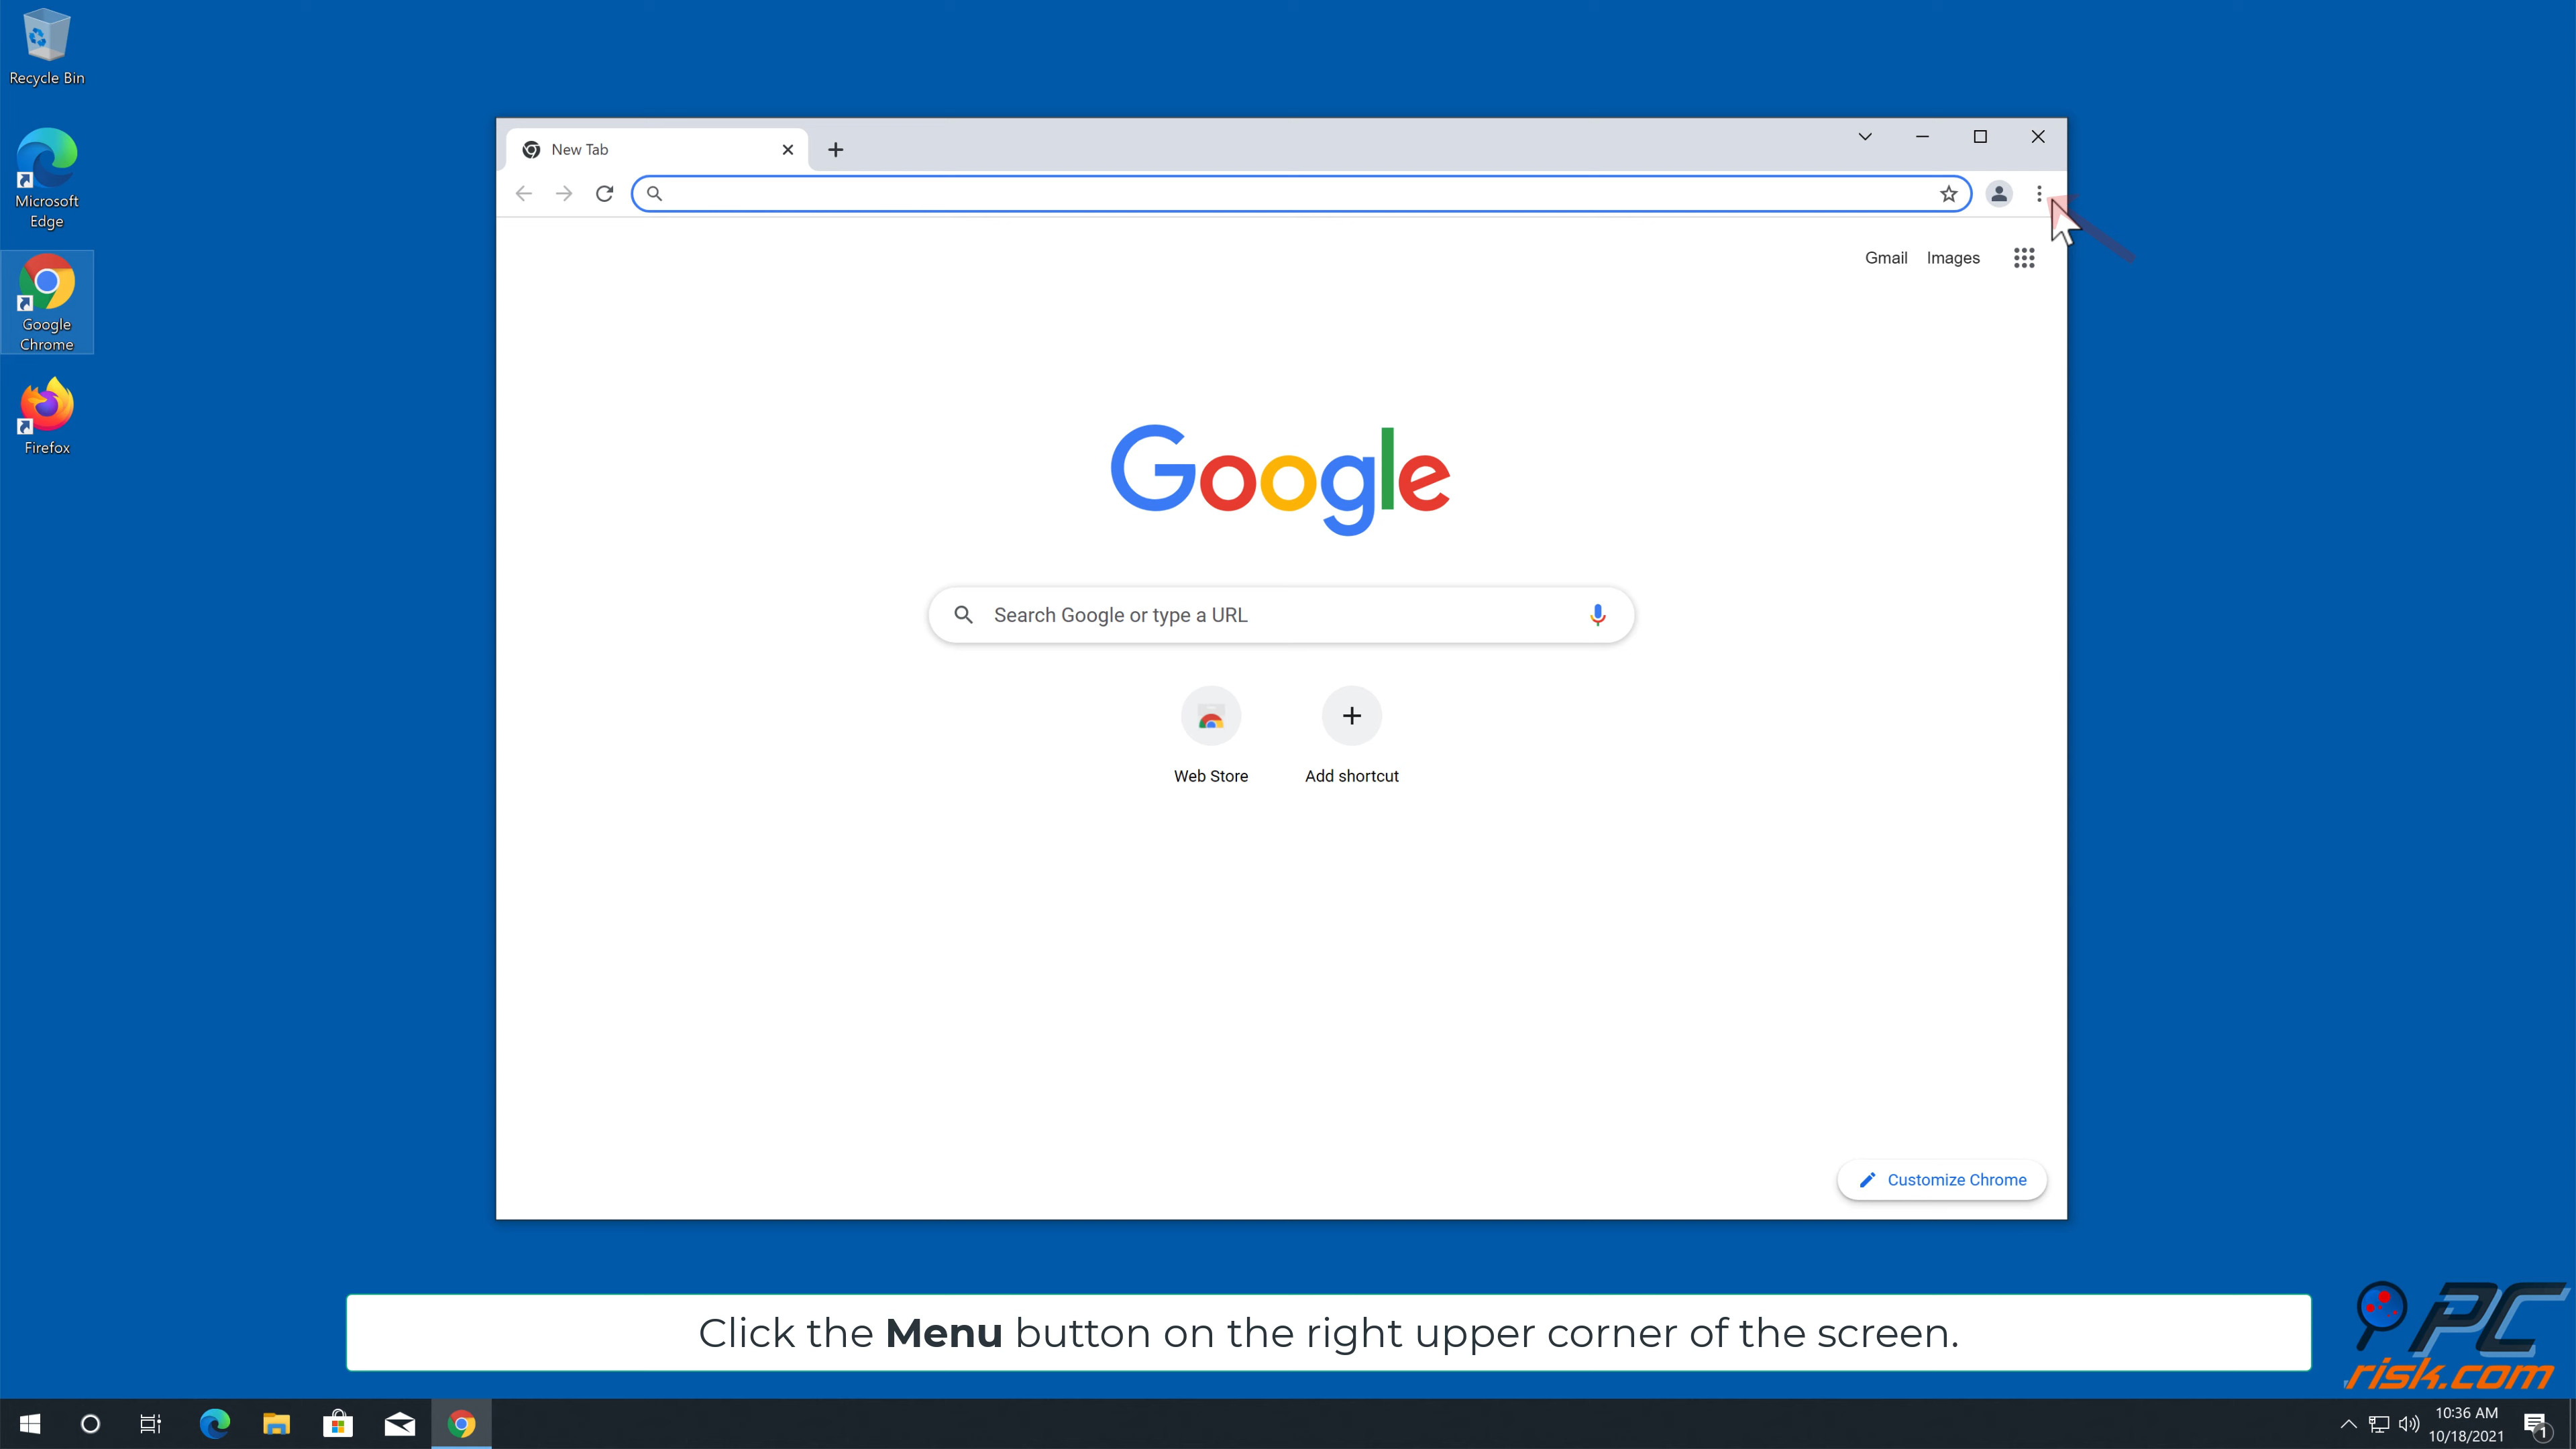 Recycle Bin
Microsoft
Edge
Google
Chrome
Firefox
New Tab
Gmail Images
Google
Search Google or type a URL
Web Store
Add shortcut
Customize Chrome
Click the Menu button on the right upper corner of the screen.
PC
risk.com
10:36 AM
10/18/2021
1